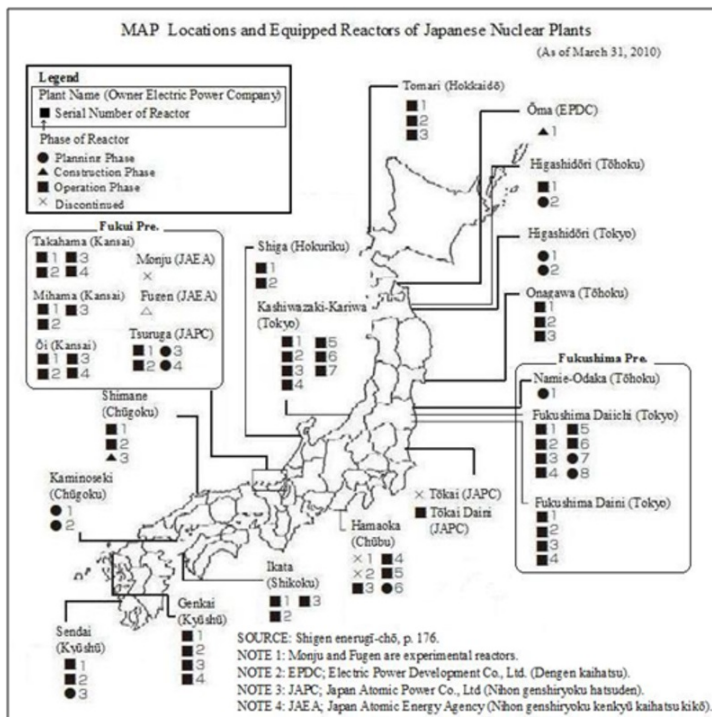 MAP Locations and Equipped Reactors of Japanese Nuclear Plants
(As of March 31, 2010)
Legend
Plant Name (Owner Electric Power Company)
■ Serial Number of Reactor
↑
Phase of Reactor
● Planning Phase
▲ Construction Phase
■ Operation Phase
× Discontinued
Tomari (Hokkaidō)
■ 1
■ 2
■ 3
Ōma (EPDC)
▲ 1
Higashidōri (Tōhoku)
■ 1
● 2
Higashidōri (Tokyo)
● 1
● 2
Onagawa (Tōhoku)
■ 1
■ 2
■ 3
Fukui Pre.
Takahama (Kansai)
■ 1 ■ 3
■ 2 ■ 4
Monju (JAEA)
×
Mihama (Kansai)
■ 1 ■ 3
■ 2
Fugen (JAEA)
△
Ōi (Kansai)
■ 1 ■ 3
■ 2 ■ 4
Tsuruga (JAPC)
■ 1 ● 3
■ 2 ● 4
Shiga (Hokuriku)
■ 1
■ 2
Kashiwazaki-Kariwa
(Tokyo)
■ 1 ■ 5
■ 2 ■ 6
■ 3 ■ 7
■ 4
Fukushima Pre.
Namie-Odaka (Tōhoku)
● 1
Fukushima Daiichi (Tokyo)
■ 1 ■ 5
■ 2 ■ 6
■ 3 ● 7
■ 4 ● 8
Fukushima Daini (Tokyo)
■ 1
■ 2
■ 3
■ 4
Shimane
(Chūgoku)
■ 1
■ 2
▲ 3
Kaminoseki
(Chūgoku)
● 1
● 2
× Tōkai (JAPC)
■ Tōkai Daini
(JAPC)
Hamaoka
(Chūbu)
× 1 ■ 4
× 2 ■ 5
■ 3 ● 6
Ikata
(Shikoku)
■ 1 ■ 3
■ 2
Genkai
(Kyūshū)
■ 1
■ 2
■ 3
■ 4
Sendai
(Kyūshū)
■ 1
■ 2
● 3
SOURCE: Shigen enerugī-chō, p. 176.
NOTE 1: Monju and Fugen are experimental reactors.
NOTE 2: EPDC; Electric Power Development Co., Ltd. (Dengen kaihatsu).
NOTE 3: JAPC; Japan Atomic Power Co., Ltd (Nihon genshiryoku hatsuden).
NOTE 4: JAEA; Japan Atomic Energy Agency (Nihon genshiryoku kenkyū kaihatsu kikō).